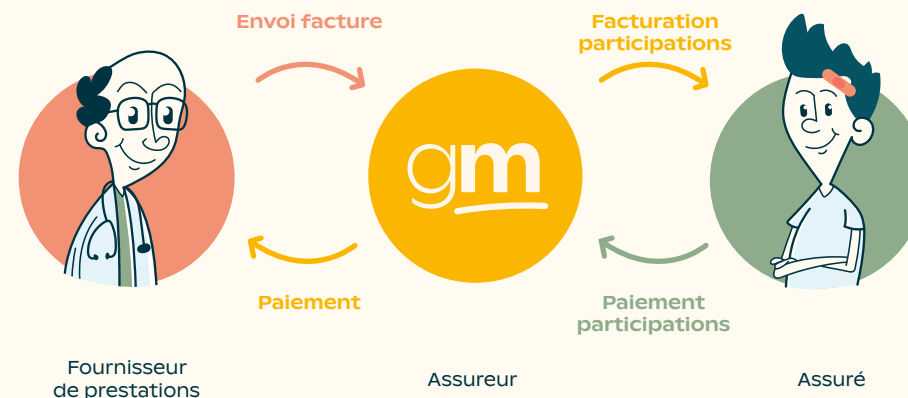 Envoi facture
Facturation
participations
gm
Paiement
Paiement
participations
Fournisseur
de prestations
Assureur
Assuré